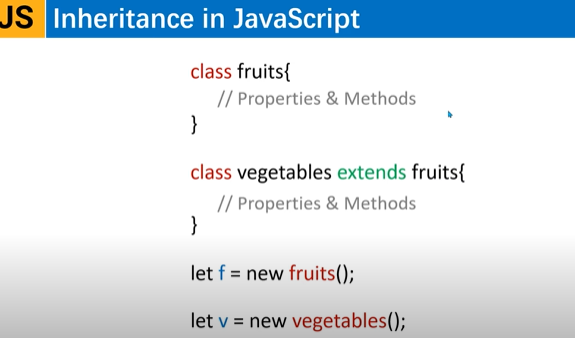 JS Inheritance in JavaScript
class fruits{
// Properties & Methods
}
class vegetables extends fruits{
// Properties & Methods
}
let f = new fruits();
let v = new vegetables();